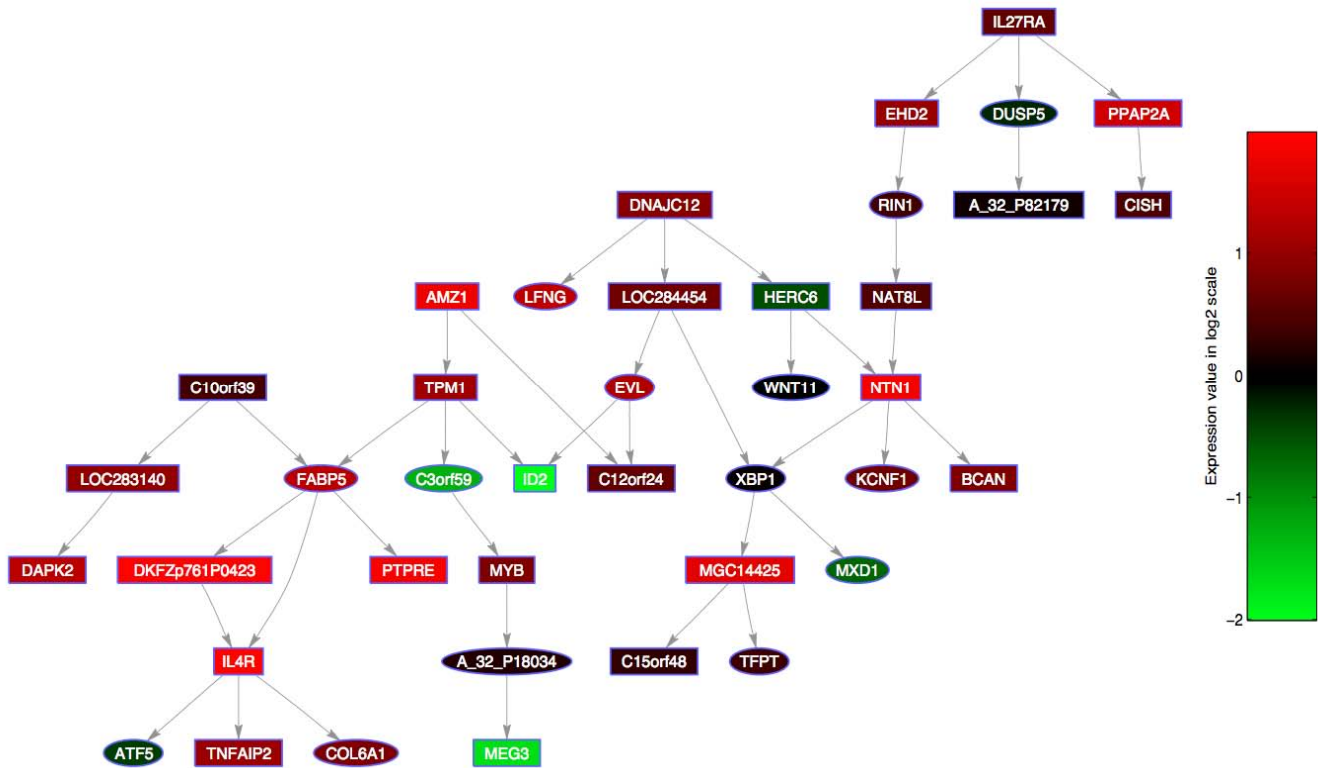 IL27RA
EHD2
DUSP5
PPAP2A
DNAJC12
RIN1
A_32_P82179
CISH
AMZ1
LFNG
LOC284454
HERC6
NAT8L
C10orf39
TPM1
EVL
WNT11
NTN1
LOC283140
FABP5
C3orf59
ID2
C12orf24
XBP1
KCNF1
BCAN
DAPK2
DKFZp761P0423
PTPRE
MYB
MGC14425
MXD1
IL4R
A_32_P18034
C15orf48
TFPT
ATF5
TNFAIP2
COL6A1
MEG3
1
0
−1
−2
Expression value in log2 scale